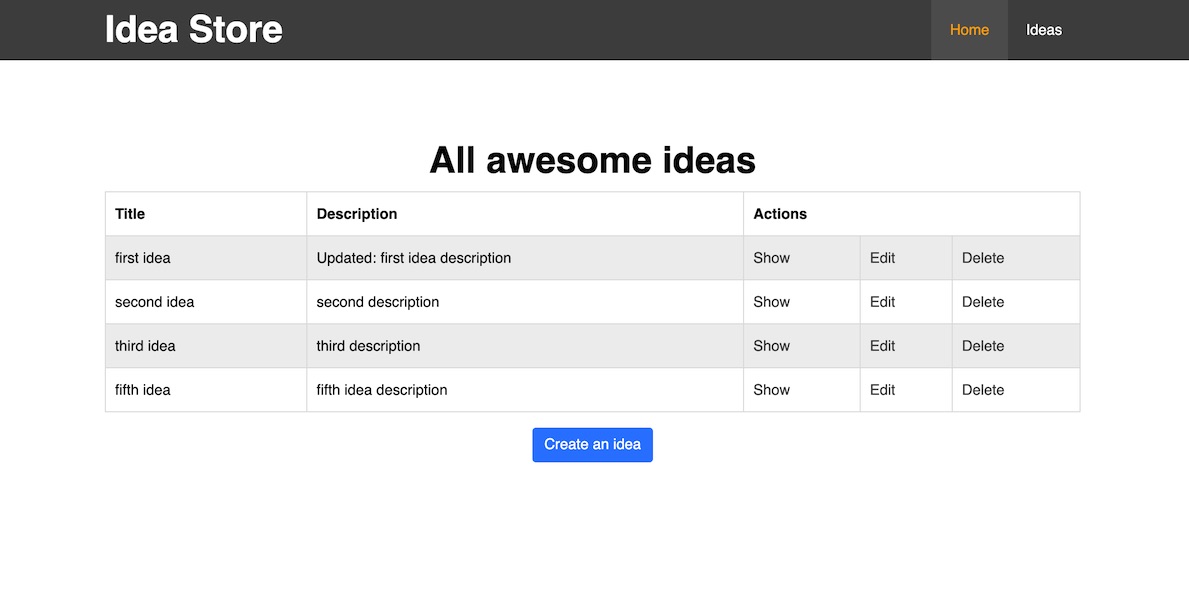 Idea Store Home Ideas
All awesome ideas
Title Description Actions
first idea Updated: first idea description Show Edit Delete
second idea second description Show Edit Delete
third idea third description Show Edit Delete
fifth idea fifth idea description Show Edit Delete
Create an idea